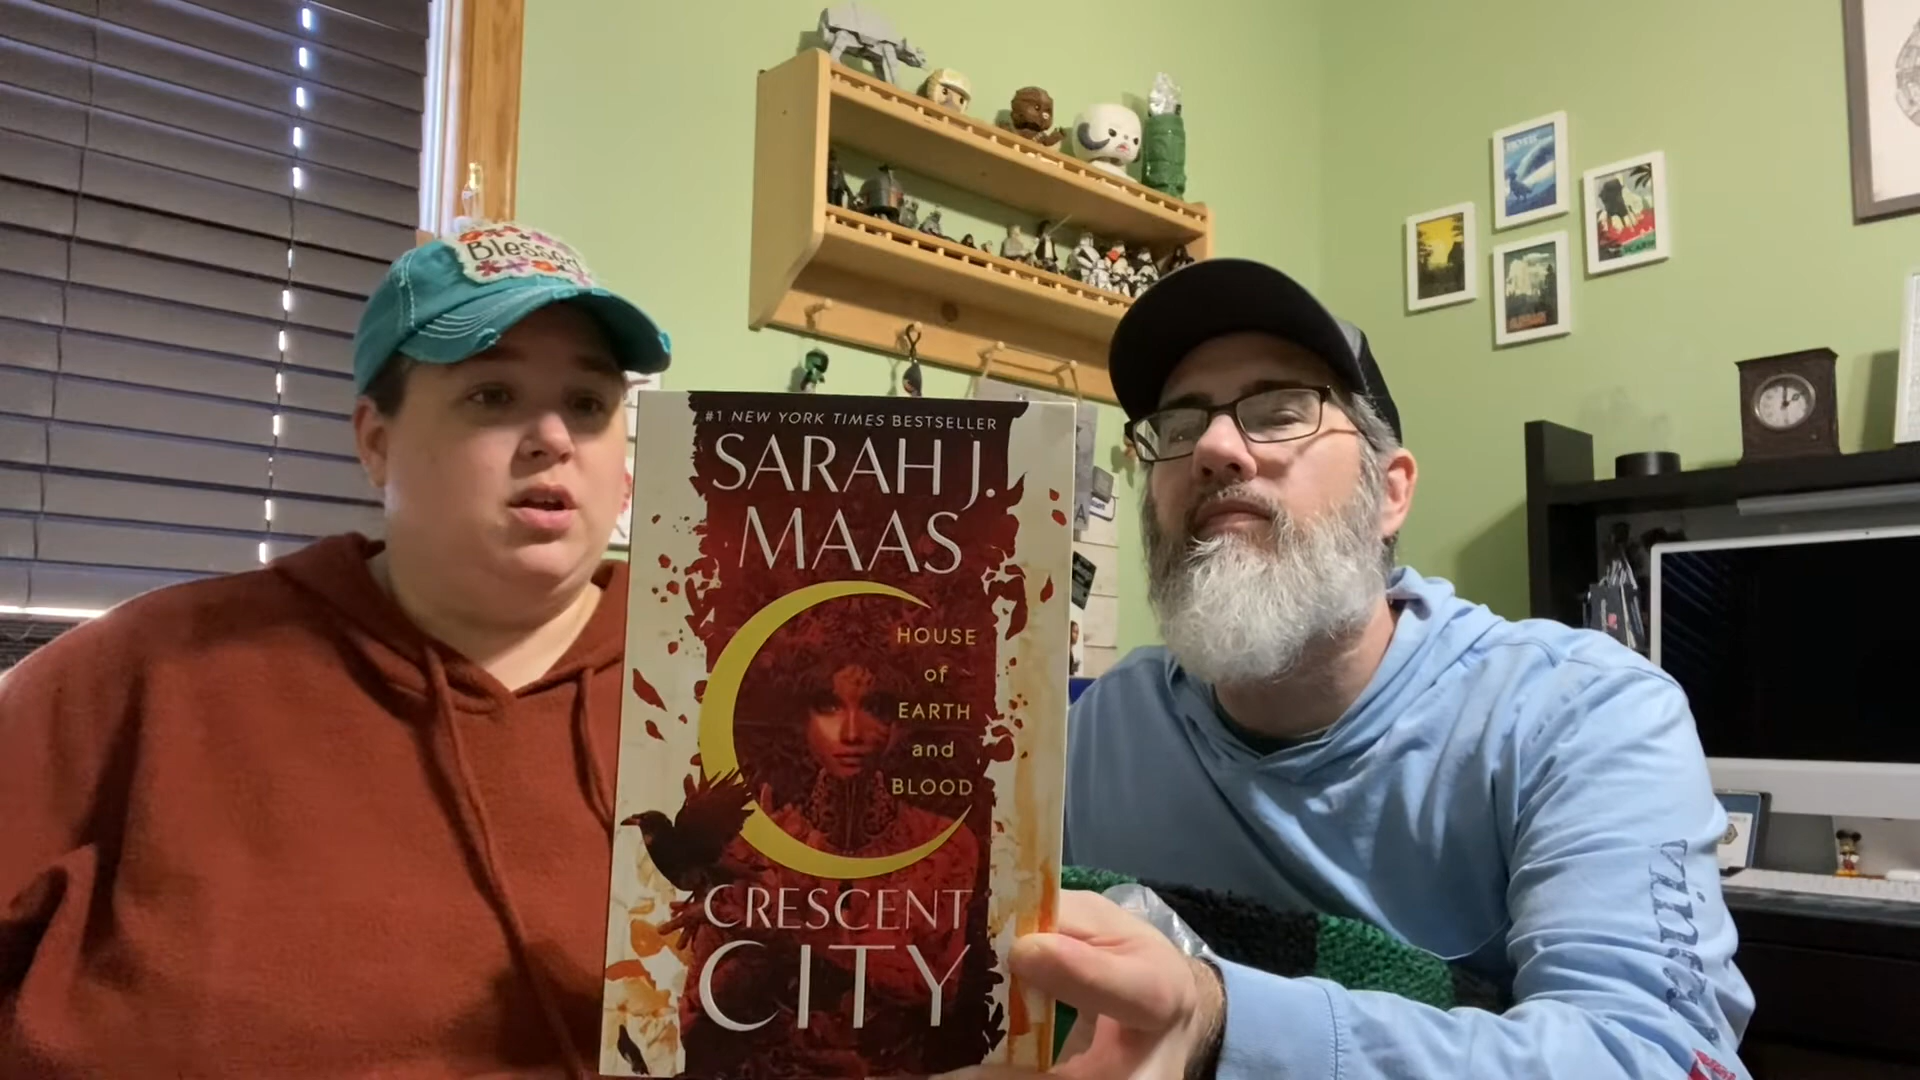 Blessed
#1 NEW YORK TIMES BESTSELLER
SARAH J.
MAAS
HOUSE
of
EARTH
and
BLOOD
CRESCENT
CITY